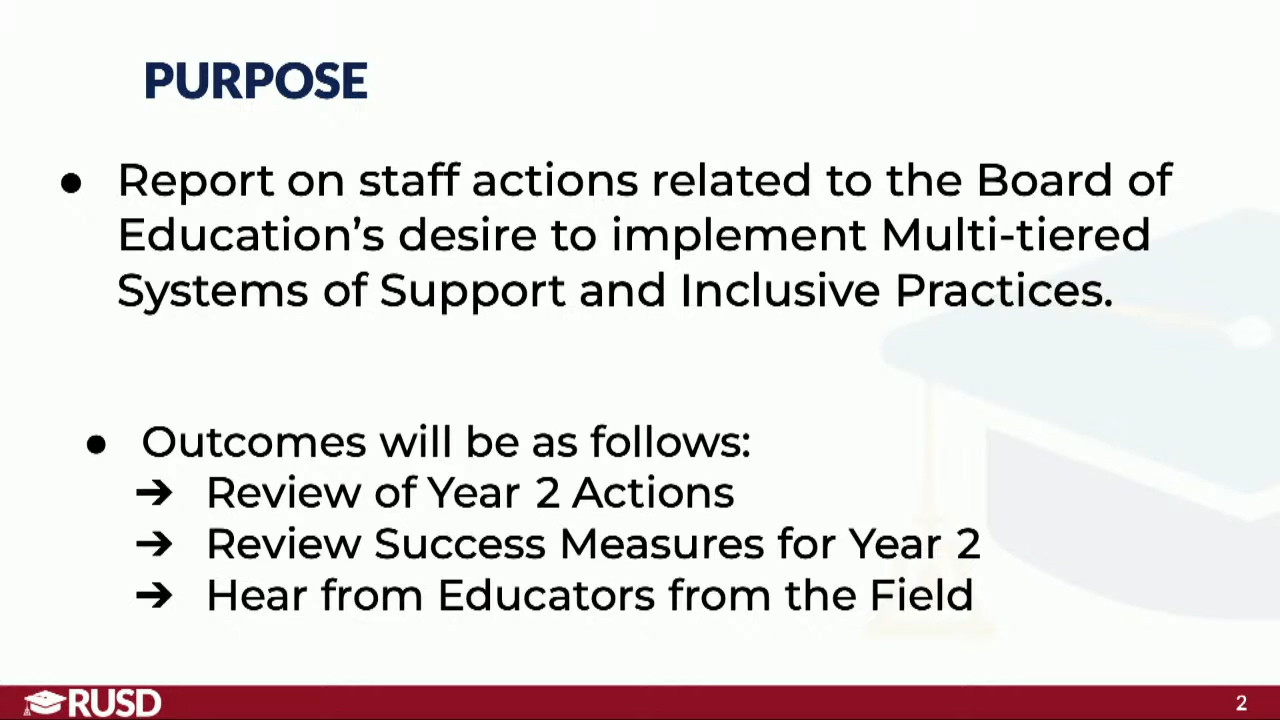 PURPOSE
● Report on staff actions related to the Board of
Education’s desire to implement Multi-tiered
Systems of Support and Inclusive Practices.
● Outcomes will be as follows:
➔ Review of Year 2 Actions
➔ Review Success Measures for Year 2
➔ Hear from Educators from the Field
RUSD
2